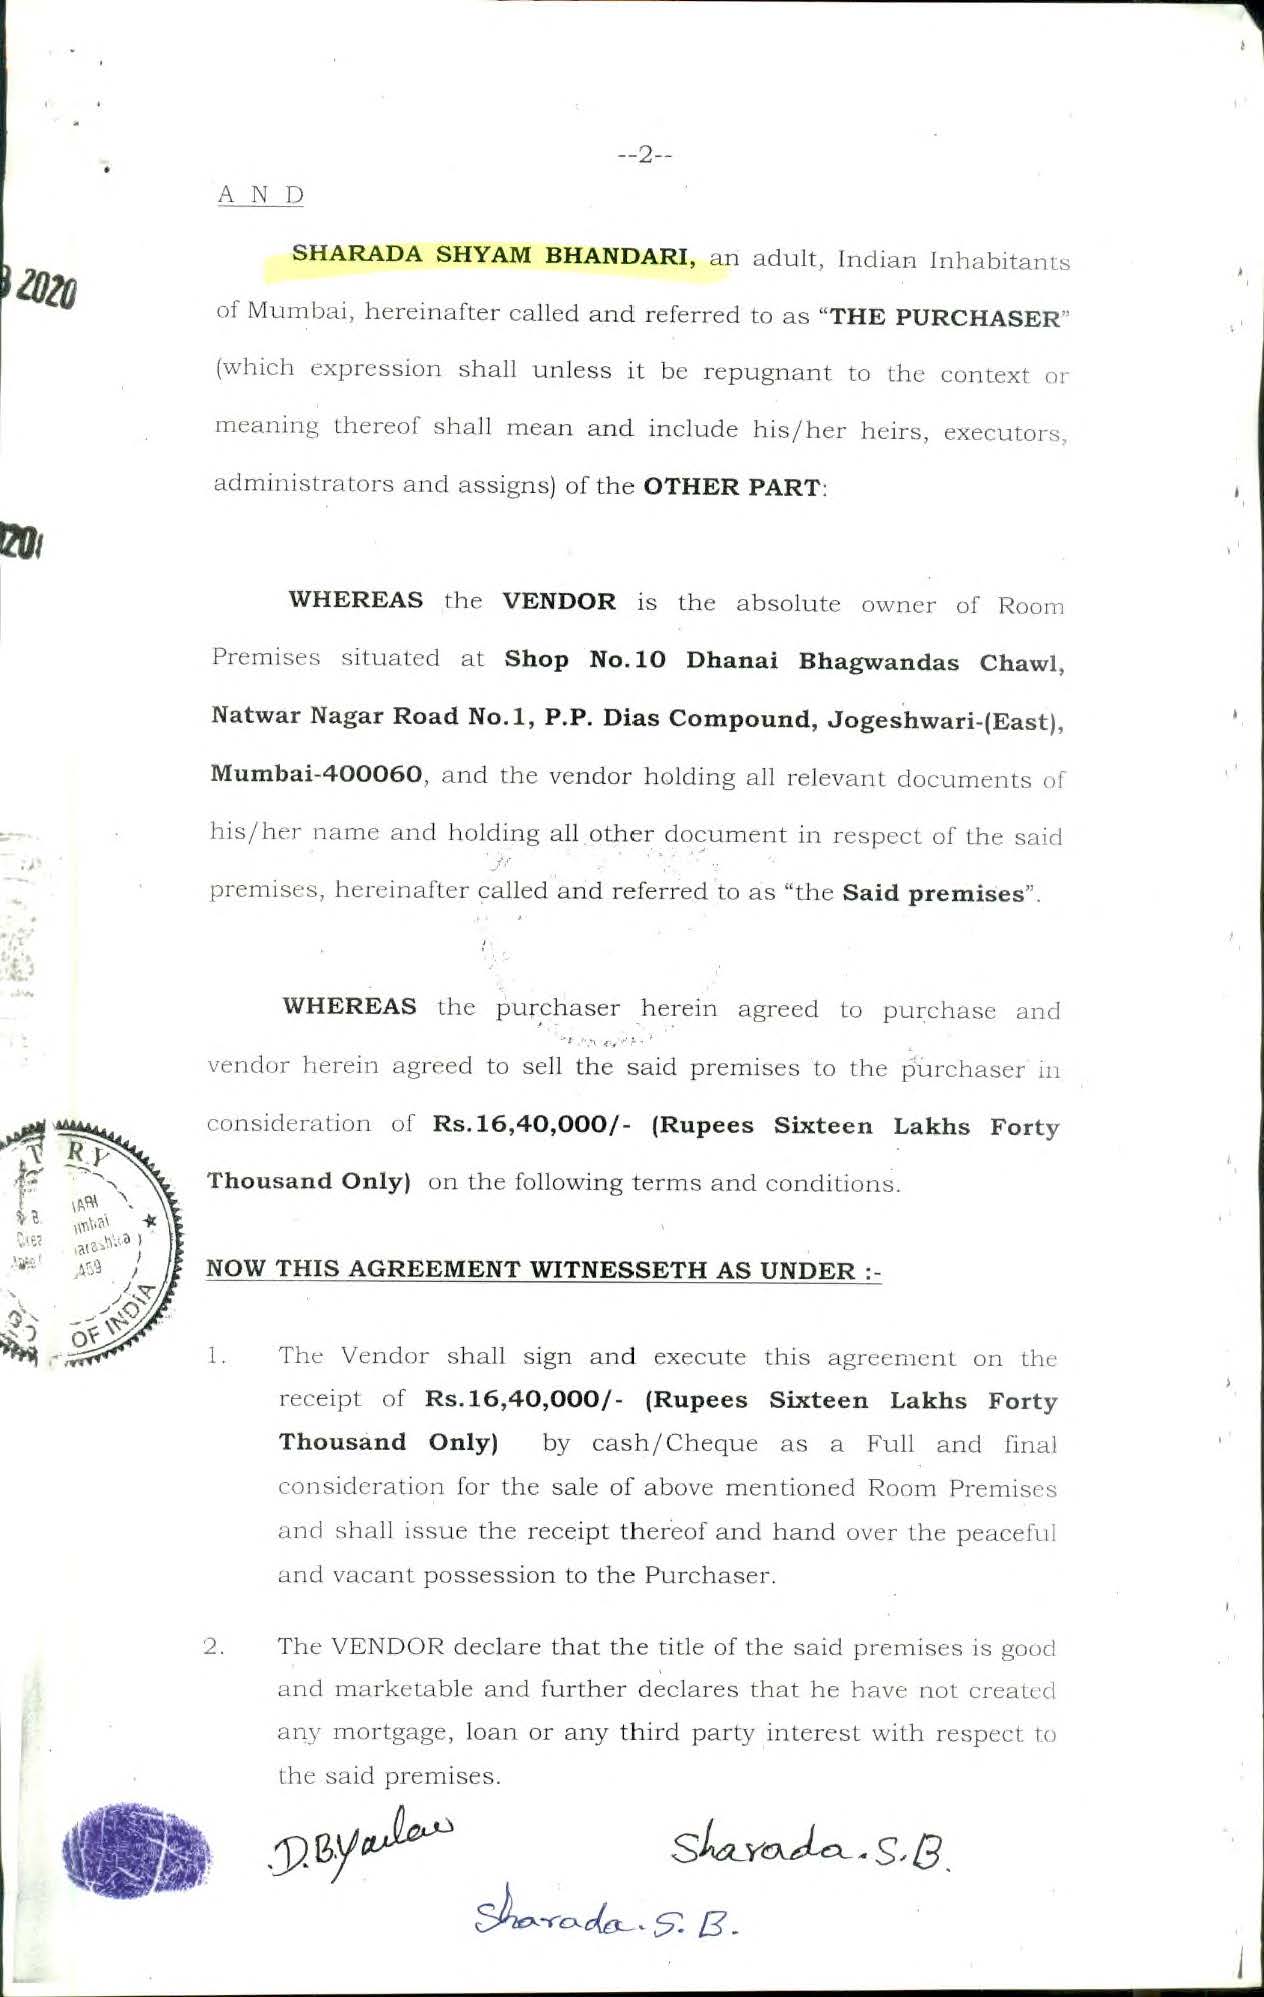 --2--
A N D
SHARADA SHYAM BHANDARI, an adult, Indian Inhabitants
2020
of Mumbai, hereinafter called and referred to as “THE PURCHASER”
(which expression shall unless it be repugnant to the context or
meaning thereof shall mean and include his/her heirs, executors,
administrators and assigns) of the OTHER PART:
WHEREAS the VENDOR is the absolute owner of Room
Premises situated at Shop No.10 Dhanai Bhagwandas Chawl,
Natwar Nagar Road No.1, P.P. Dias Compound, Jogeshwari-(East),
Mumbai-400060, and the vendor holding all relevant documents of
his/her name and holding all other document in respect of the said
premises, hereinafter called and referred to as “the Said premises”.
WHEREAS the purchaser herein agreed to purchase and
vendor herein agreed to sell the said premises to the purchaser in
consideration of Rs.16,40,000/- (Rupees Sixteen Lakhs Forty
Thousand Only) on the following terms and conditions.
OF INDIA
NOW THIS AGREEMENT WITNESSETH AS UNDER :-
1. The Vendor shall sign and execute this agreement on the
receipt of Rs.16,40,000/- (Rupees Sixteen Lakhs Forty
Thousand Only) by cash/Cheque as a Full and final
consideration for the sale of above mentioned Room Premises
and shall issue the receipt thereof and hand over the peaceful
and vacant possession to the Purchaser.
2. The VENDOR declare that the title of the said premises is good
and marketable and further declares that he have not created
any mortgage, loan or any third party interest with respect to
the said premises.
D.B.Yadav
Sharada.S.B.
Sharada.S.B.